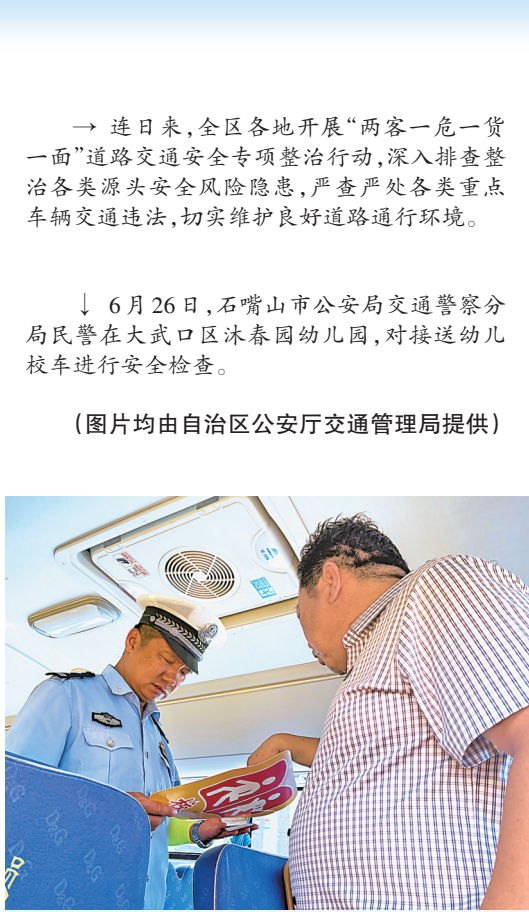 → 连日来,全区各地开展“两客一危一货
一面”道路交通安全专项整治行动,深入排查整
治各类源头安全风险隐患,严查严处各类重点
车辆交通违法,切实维护良好道路通行环境。
↓ 6月26日,石嘴山市公安局交通警察分
局民警在大武口区沐春园幼儿园,对接送幼儿
校车进行安全检查。
(图片均由自治区公安厅交通管理局提供)
D&G
D&G
D&G